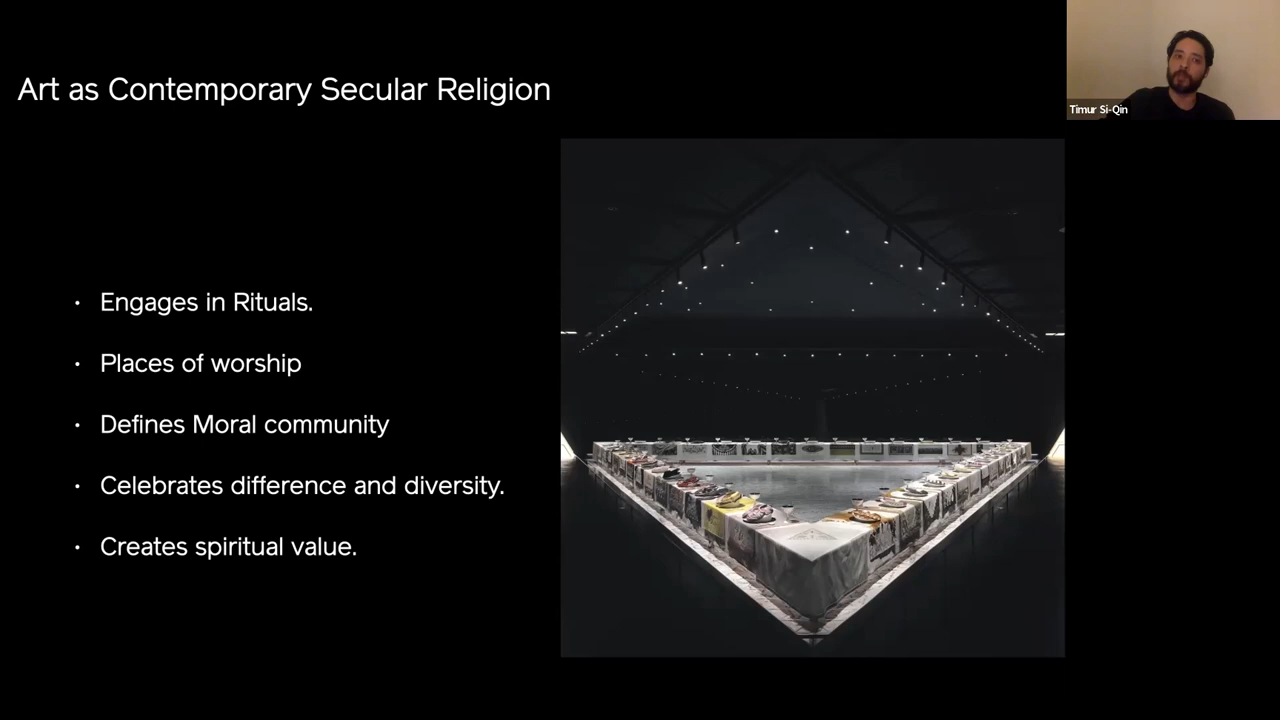 Art as Contemporary Secular Religion
Timur Si-Qin
• Engages in Rituals.
• Places of worship
• Defines Moral community
• Celebrates difference and diversity.
• Creates spiritual value.